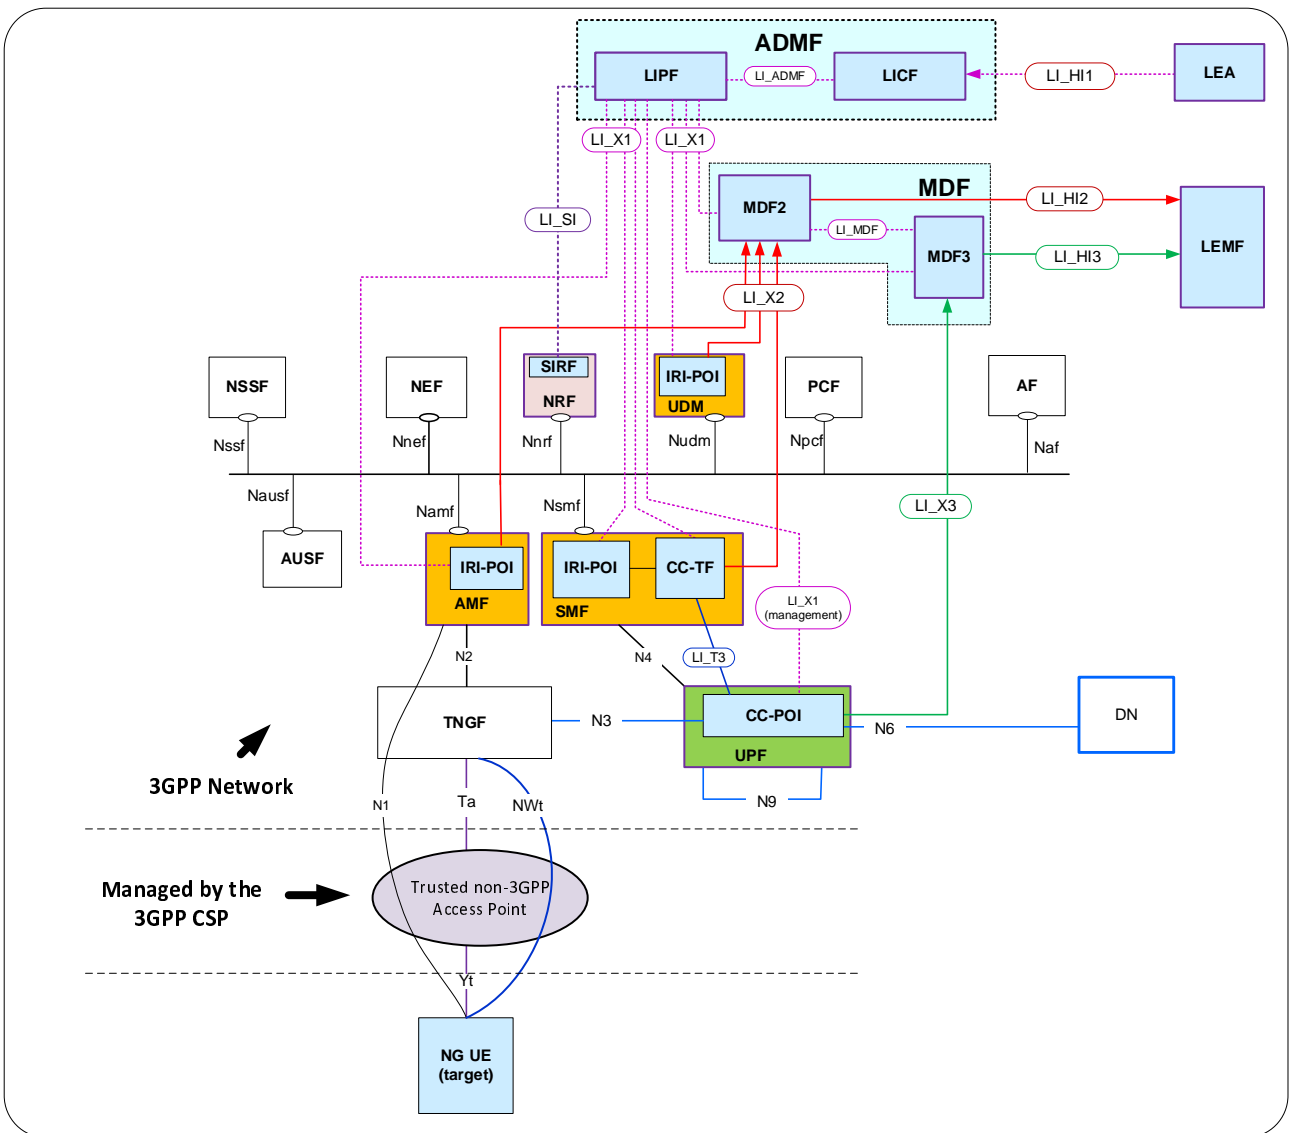 ADMF
LIPF
LI_ADMF
LICF
LI_HI1
LEA
LI_X1
LI_X1
MDF
MDF2
LI_HI2
LI_SI
LI_MDF
MDF3
LI_HI3
LEMF
LI_X2
SIRF
NRF
IRI-POI
UDM
NSSF
NEF
PCF
AF
Nssf
Nnef
Nnrf
Nudm
Npcf
Naf
Nausf
Namf
Nsmf
LI_X3
AUSF
IRI-POI
AMF
IRI-POI
CC-TF
SMF
LI_X1
(management)
N2
N4
LI_T3
TNGF
N3
CC-POI
UPF
N6
DN
N9
3GPP Network
N1
Ta
NWt
Managed by the
3GPP CSP
Trusted non-3GPP
Access Point
Yt
NG UE
(target)